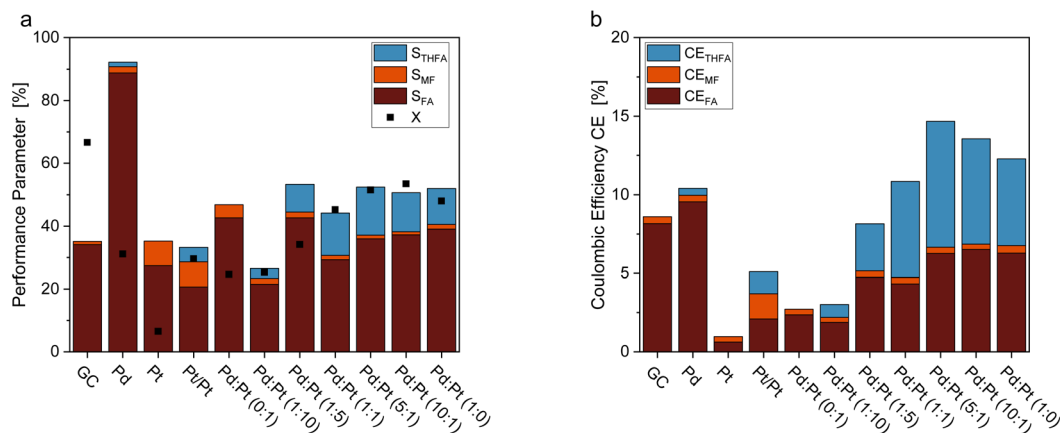 a
Performance Parameter [%]
100
80
60
40
20
0
S_THFA
S_MF
S_FA
X
GC
Pd
Pt
Pt/Pt
Pd:Pt (0:1)
Pd:Pt (1:10)
Pd:Pt (1:5)
Pd:Pt (1:1)
Pd:Pt (5:1)
Pd:Pt (10:1)
Pd:Pt (1:0)
b
Coulombic Efficiency CE [%]
20
15
10
5
0
CE_THFA
CE_MF
CE_FA
GC
Pd
Pt
Pt/Pt
Pd:Pt (0:1)
Pd:Pt (1:10)
Pd:Pt (1:5)
Pd:Pt (1:1)
Pd:Pt (5:1)
Pd:Pt (10:1)
Pd:Pt (1:0)